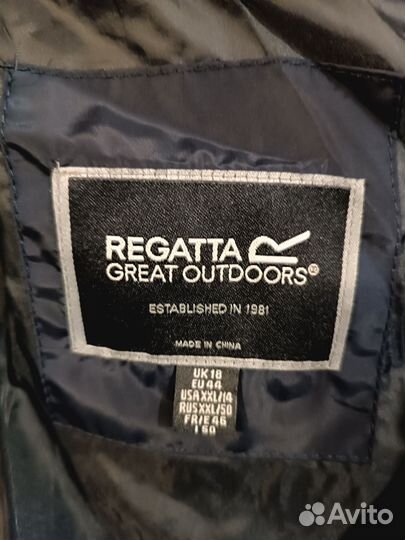 REGATTA
GREAT OUTDOORS®
ESTABLISHED IN 1981
MADE IN CHINA
UK 18
EU 44
USA XXL/14
RUS XXL/50
FR/E 46
I 50
Avito